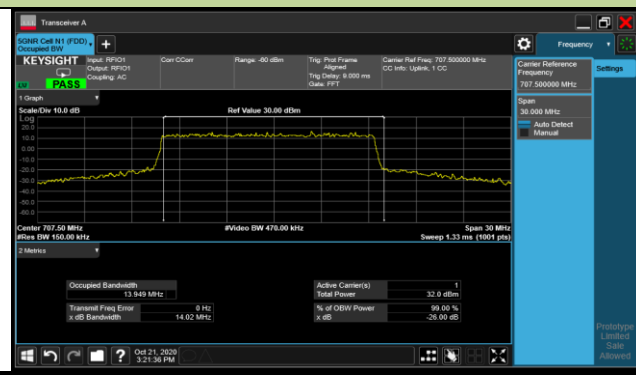 Transceiver A
5GNR Cell N1 (FDD)
Occupied BW
KEYSIGHT
LXI
PASS
Input: RFIO1
Output: RFIO1
Coupling: AC
Corr CCorr
Range: -60 dBm
Trig: Prot Frame
Aligned
Trig Delay: 9.000 ms
Gate: FFT
Carrier Ref Freq: 707.500000 MHz
CC Info: Uplink, 1 CC
1 Graph
Scale/Div 10.0 dB
Ref Value 30.00 dBm
Log
20.0
10.0
0.00
-10.0
-20.0
-30.0
-40.0
-50.0
-60.0
Center 707.50 MHz
#Res BW 150.00 kHz
#Video BW 470.00 kHz
Span 30 MHz
Sweep 1.33 ms (1001 pts)
2 Metrics
Occupied Bandwidth
13.949 MHz
Transmit Freq Error 0 Hz
x dB Bandwidth 14.02 MHz
Active Carrier(s) 1
Total Power 32.0 dBm
% of OBW Power 99.00 %
x dB -26.00 dB
Oct 21, 2020
3:21:36 PM
?
Frequency
Settings
Carrier Reference
Frequency
707.500000 MHz
Span
30.000 MHz
Auto Detect
Manual
Prototype
Limited
Sale
Allowed